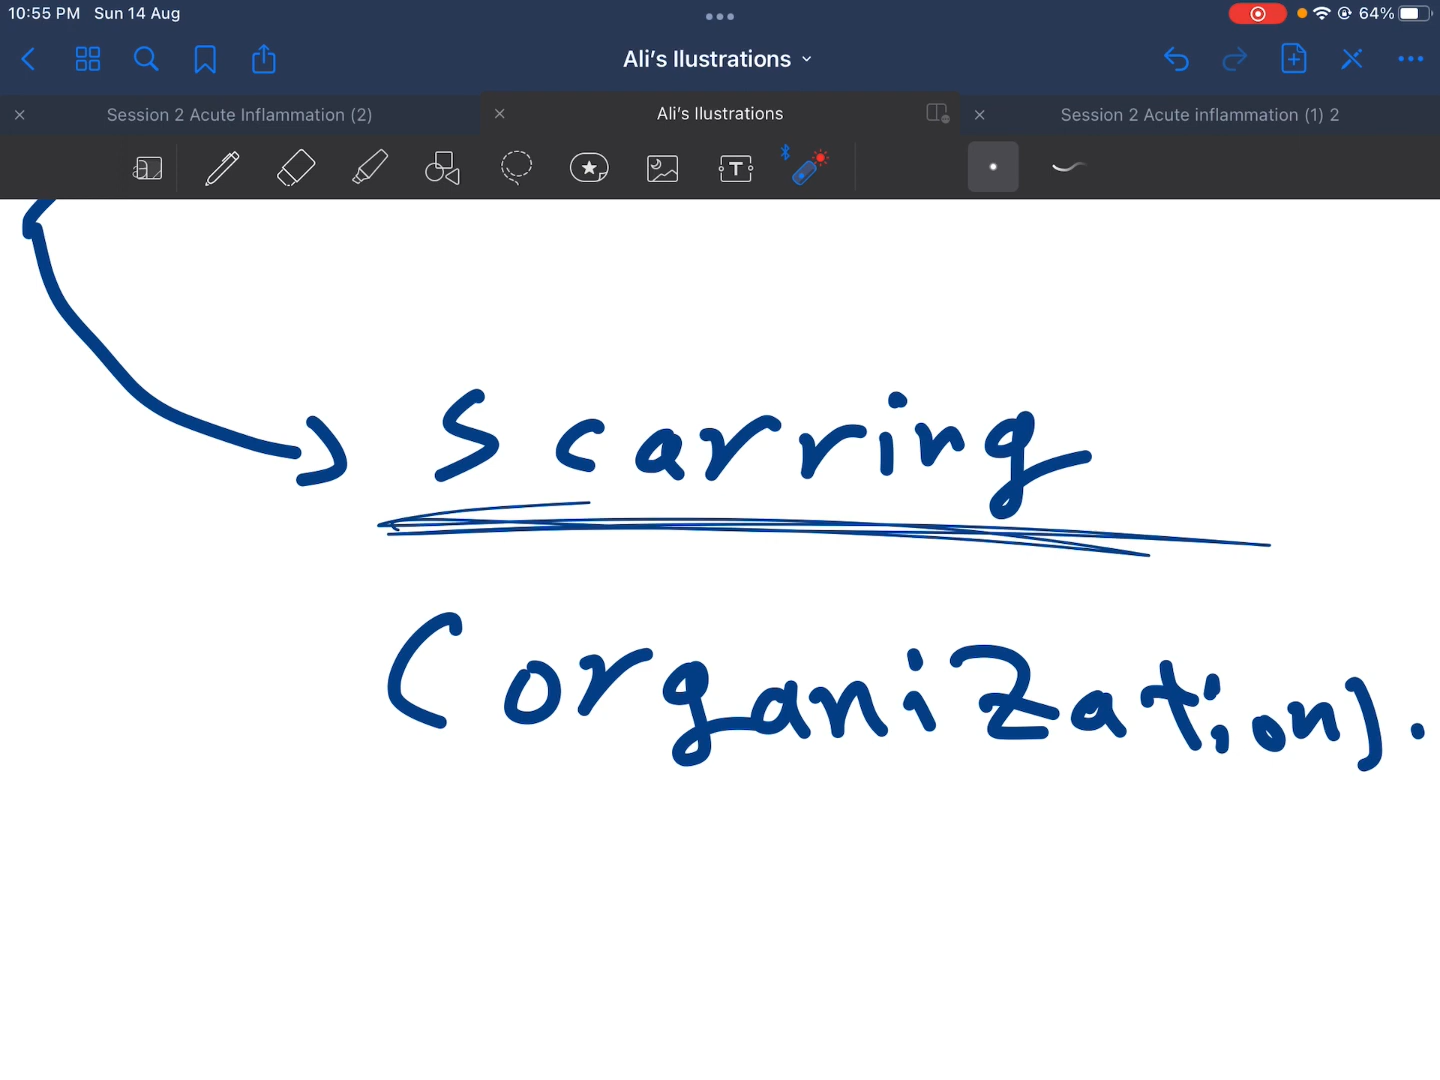 10:55 PM Sun 14 Aug 64%
Ali's Ilustrations
Session 2 Acute Inflammation (2) Ali's Ilustrations Session 2 Acute inflammation (1) 2
a T
Scarring
(organization).